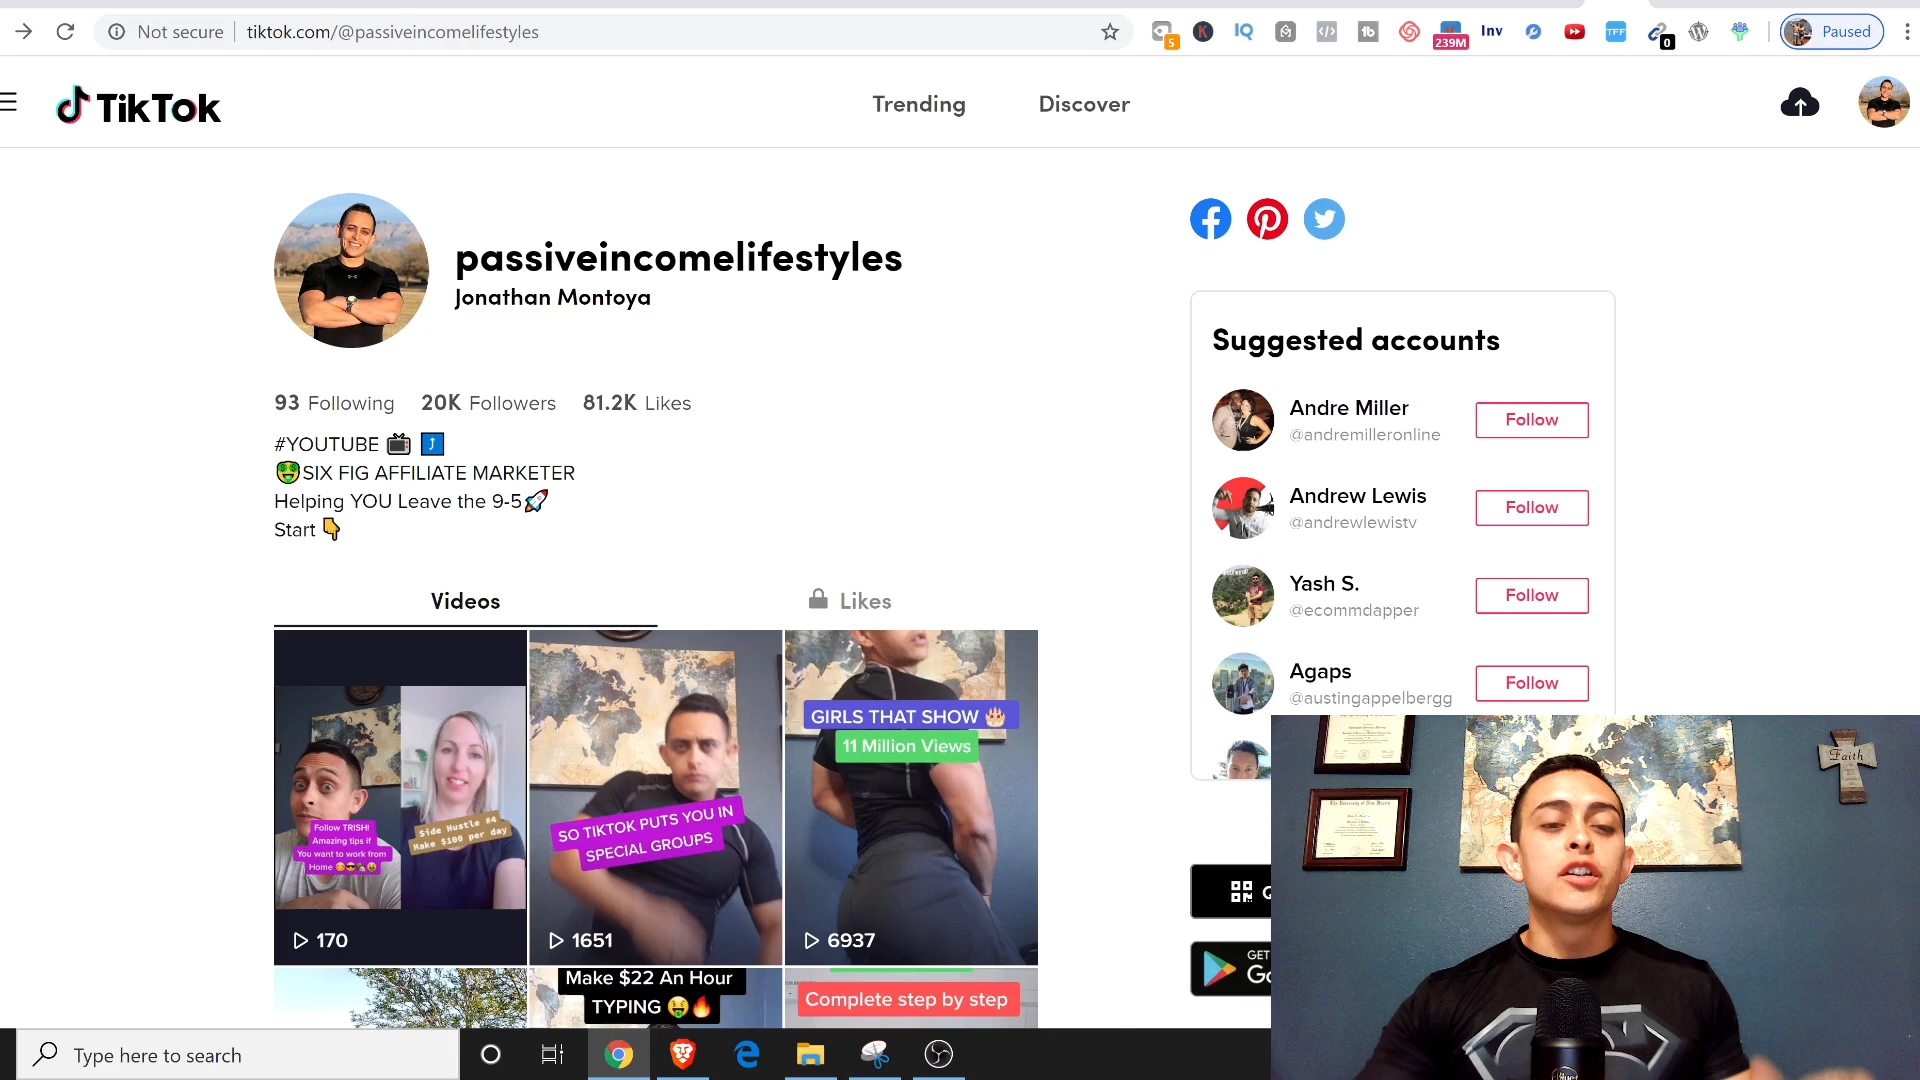 Not secure
tiktok.com/@passiveincomelifestyles
5
K
IQ
</>
239M
Inv
TFF
0
Paused
TikTok
Trending
Discover
passiveincomelifestyles
Jonathan Montoya
93 Following 20K Followers 81.2K Likes
#YOUTUBE 📺 ⤴️
🤑SIX FIG AFFILIATE MARKETER
Helping YOU Leave the 9-5🚀
Start 👇
Videos
Likes
Follow TRISH!
Amazing tips if
You want to work from
Home
Side Hustle #4
Make $100 per day
170
SO TIKTOK PUTS YOU IN
SPECIAL GROUPS
1651
GIRLS THAT SHOW
11 Million Views
6937
Make $22 An Hour
TYPING 🤑🔥
Complete step by step
Suggested accounts
Andre Miller
@andremilleronline
Follow
Andrew Lewis
@andrewlewistv
Follow
Yash S.
@ecommdapper
Follow
Agaps
@austingappelbergg
Follow
GET
Go
Faith
Type here to search